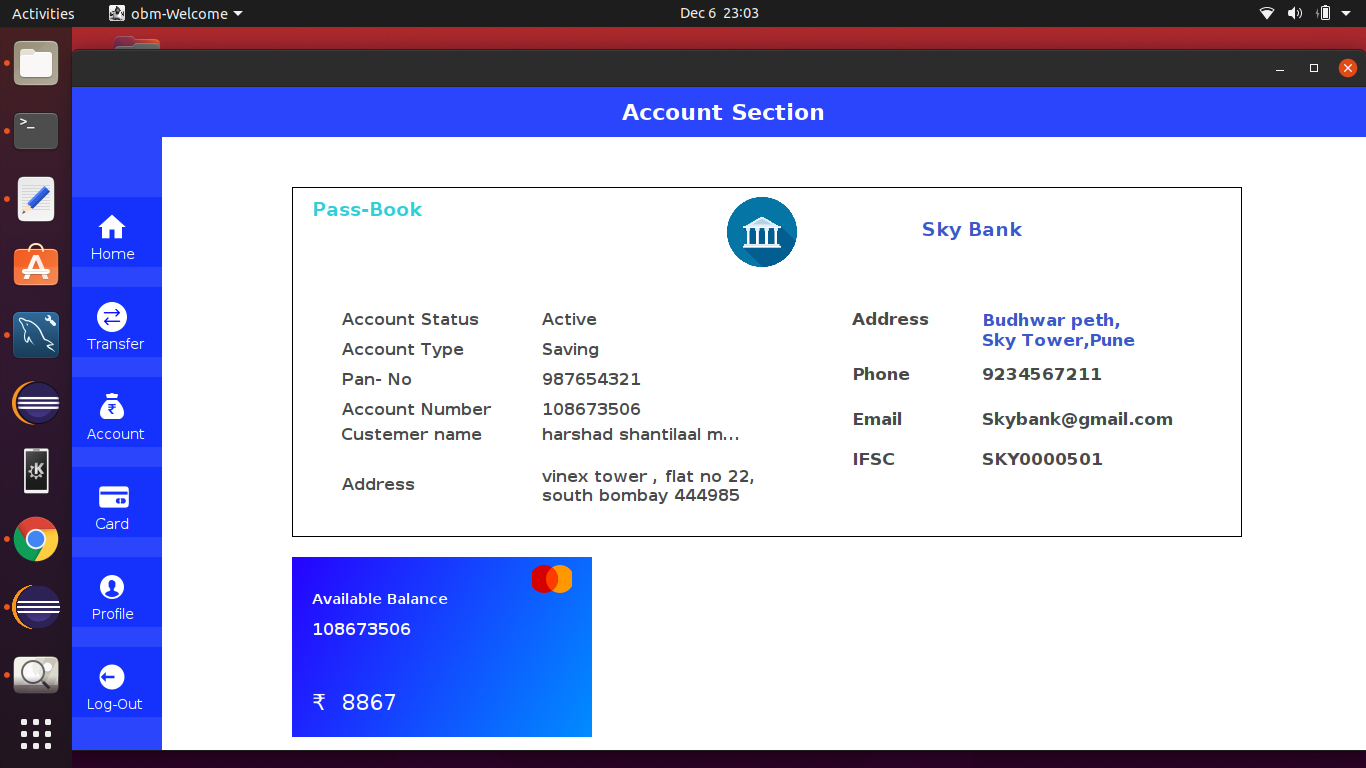 Activities
obm-Welcome
Dec 6 23:03
>_
Account Section
Home
Transfer
₹
Account
Card
Profile
Log-Out
Pass-Book
Sky Bank
Account Status Active
Account Type Saving
Pan- No 987654321
Account Number 108673506
Custemer name harshad shantilaal m...
Address vinex tower , flat no 22,
south bombay 444985
Address Budhwar peth,
Sky Tower,Pune
Phone 9234567211
Email Skybank@gmail.com
IFSC SKY0000501
Available Balance
108673506
₹ 8867